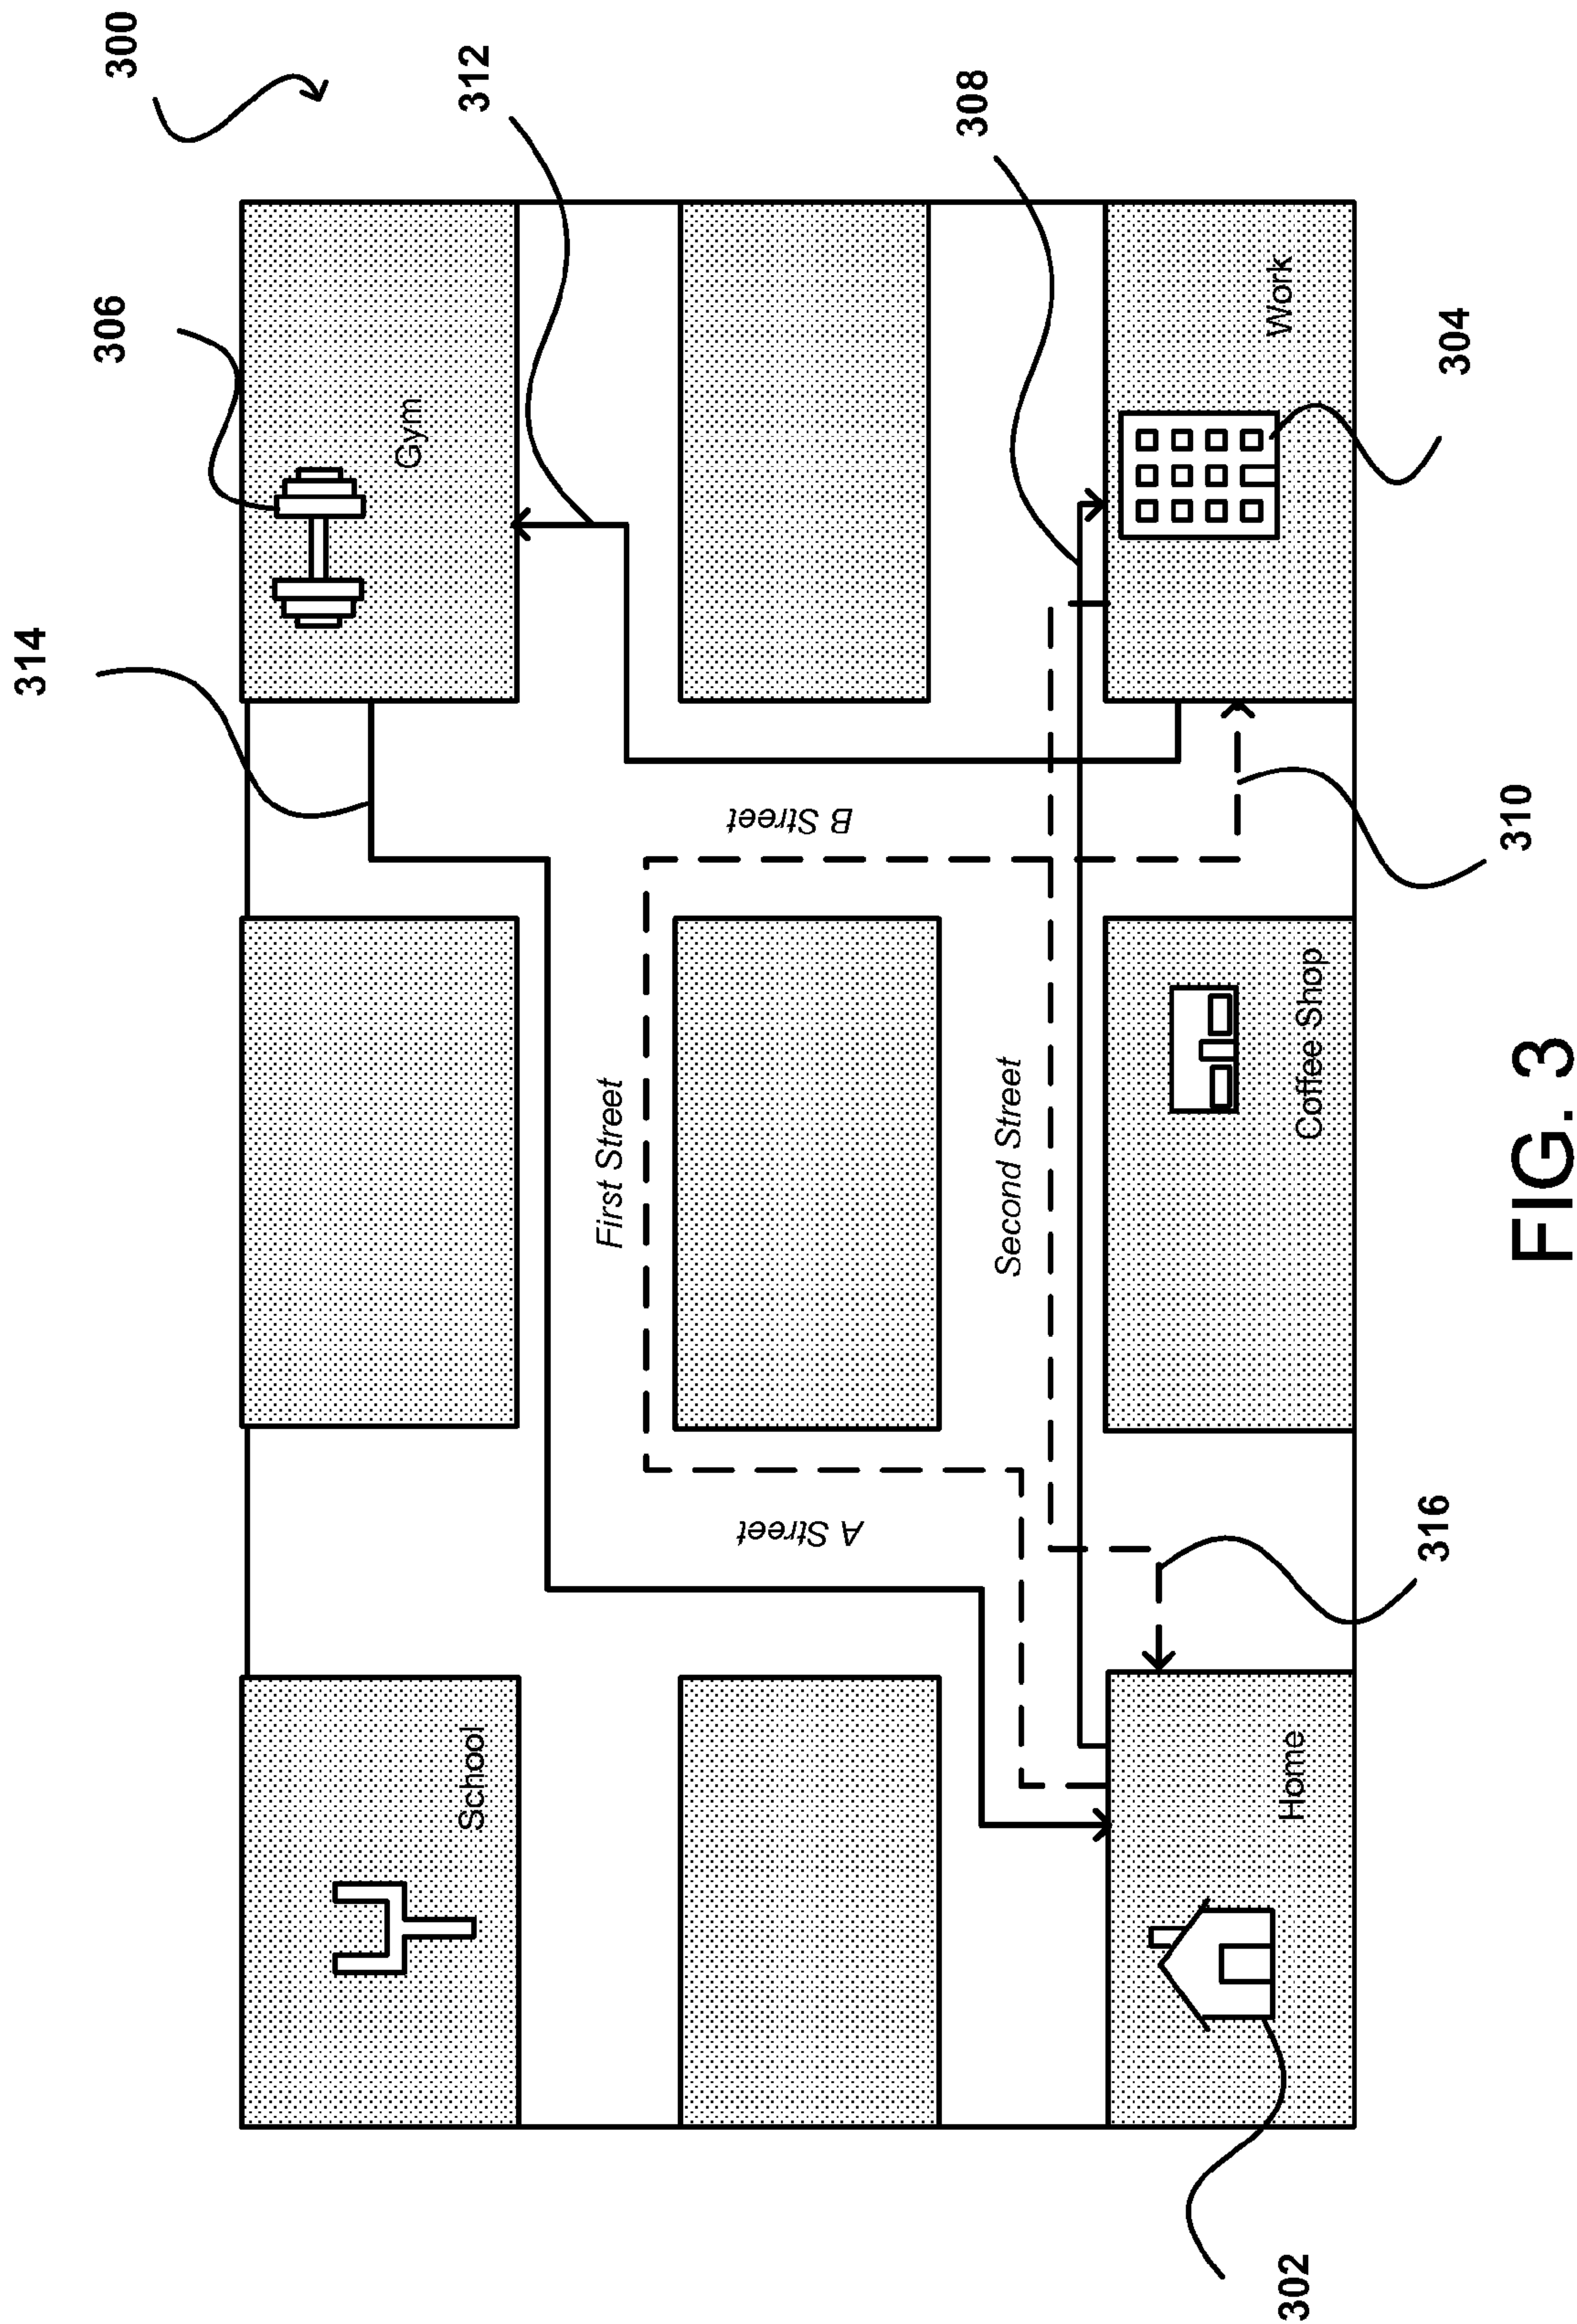 300
306
312
314
308
Gym
Work
304
B Street
310
First Street
Second Street
Coffee Shop
A Street
316
School
Home
302
FIG. 3